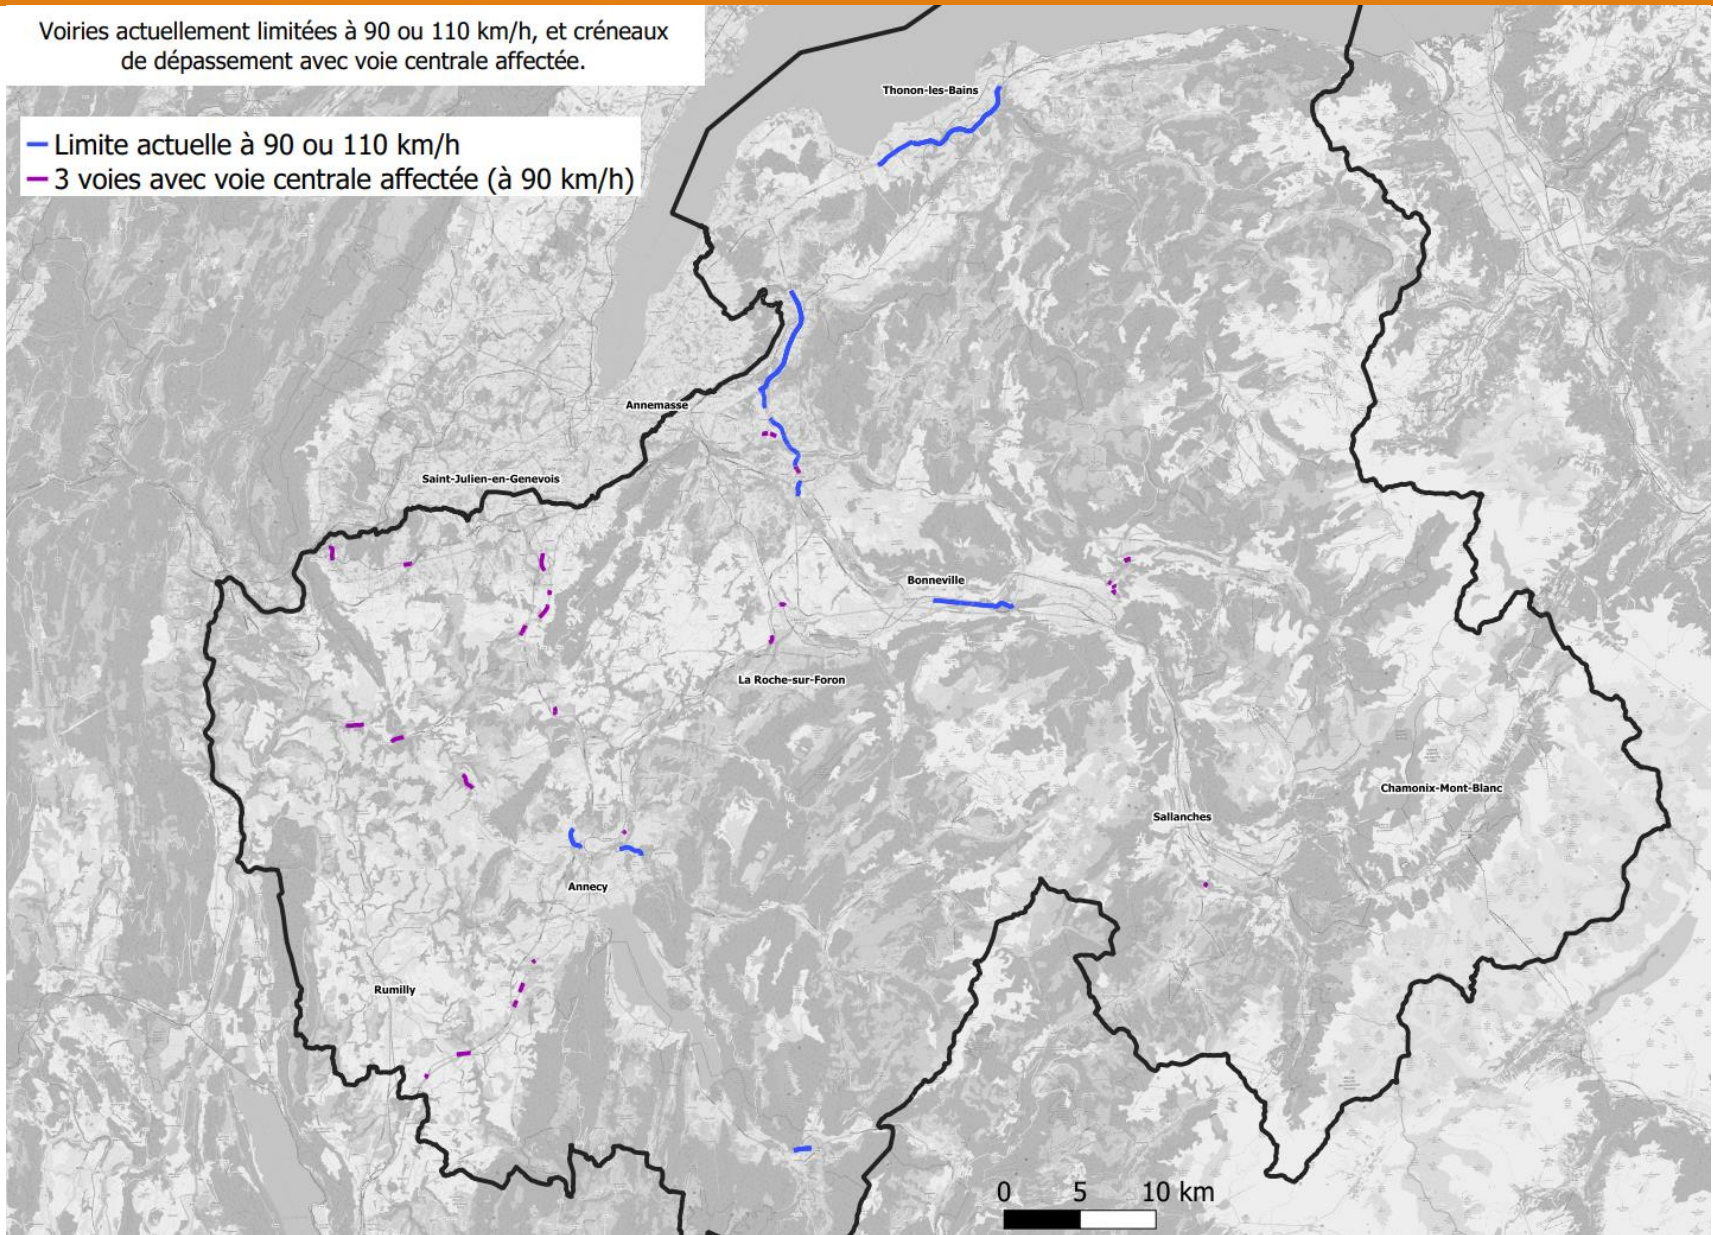 Voiries actuellement limitées à 90 ou 110 km/h, et créneaux
de dépassement avec voie centrale affectée.
Limite actuelle à 90 ou 110 km/h
3 voies avec voie centrale affectée (à 90 km/h)
Thonon-les-Bains
Annemasse
Saint-Julien-en-Genevois
Bonneville
La Roche-sur-Foron
Chamonix-Mont-Blanc
Sallanches
Annecy
Rumilly
0 5 10 km